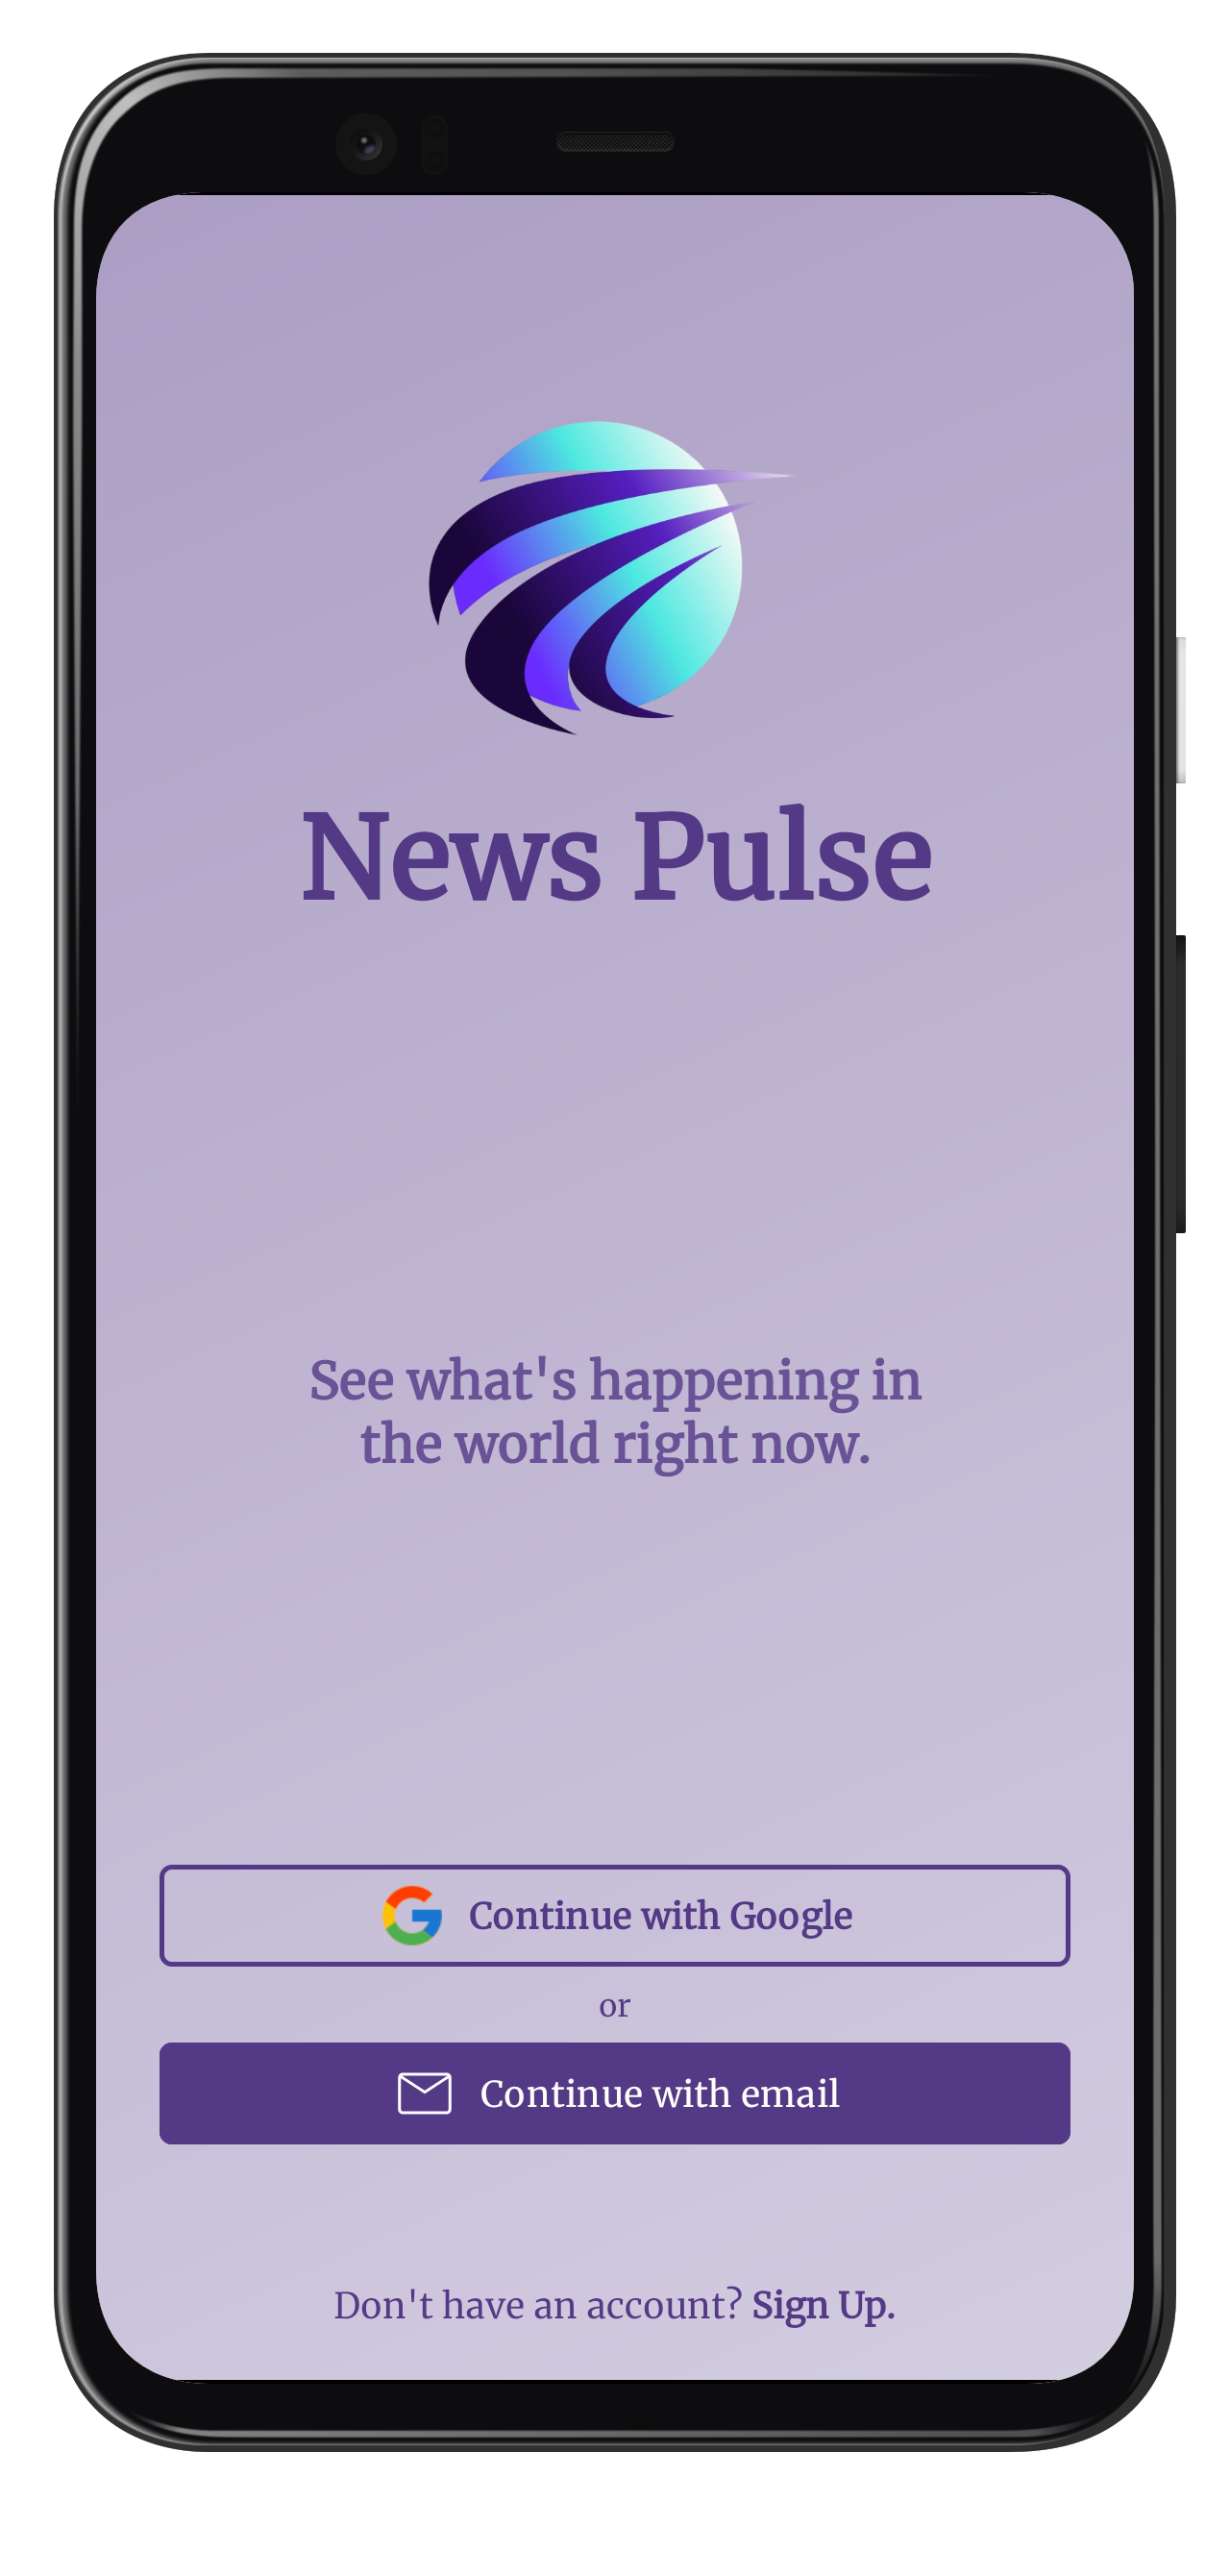 News Pulse
See what's happening in
the world right now.
Continue with Google
or
Continue with email
Don't have an account? Sign Up.